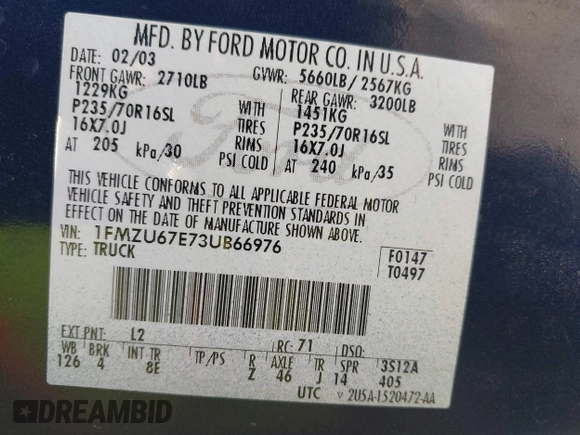 MFD. BY FORD MOTOR CO. IN U.S.A.
DATE: 02/03 GVWR: 5660LB/ 2567KG
FRONT GAWR: 2710LB REAR GAWR: 3200LB
1229KG WITH 1451KG WITH
P235/70R16SL TIRES P235/70R16SL TIRES
16X7.0J RIMS 16X7.0J RIMS
AT 205 kPa/30 PSI COLD AT 240 kPa/35 PSI COLD
Ford
THIS VEHICLE CONFORMS TO ALL APPLICABLE FEDERAL MOTOR
VEHICLE SAFETY AND THEFT PREVENTION STANDARDS IN
EFFECT ON THE DATE OF MANUFACTURE SHOWN ABOVE.
VIN: 1FMZU67E73UB66976 F0147
TYPE: TRUCK T0497
EXT PNT: L2 RC: 71 DSO:
WB BRK INT TR TP/PS R AXLE TR SPR 3S12A
126 4 8E Z 46 J 14 405
UTC ▽ 2U5A-1520472-AA
DREAMBID